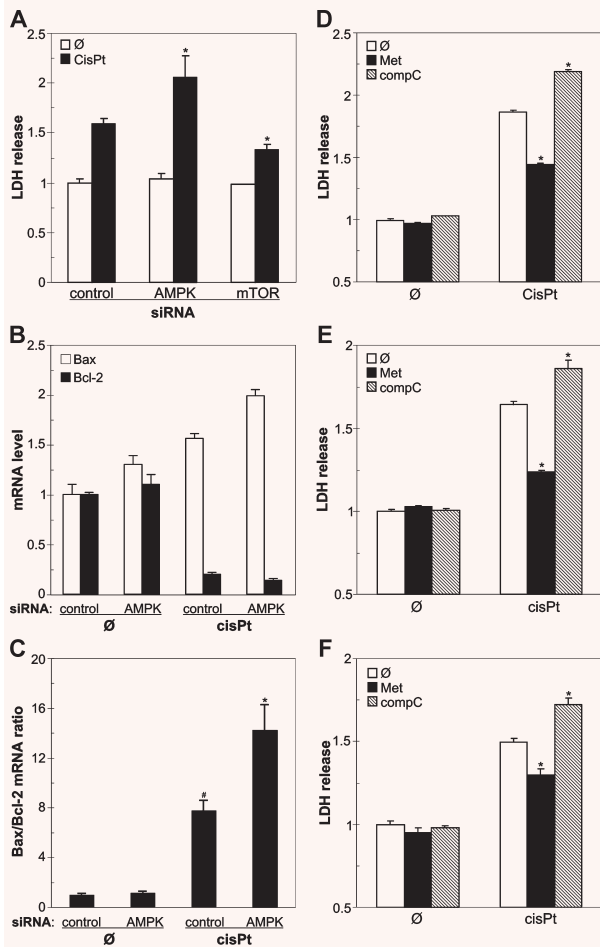 A
LDH release
2.5
2
1.5
1
0.5
0
Ø
CisPt
*
*
control AMPK mTOR
siRNA
B
mRNA level
2.5
2
1.5
1
0.5
0
Bax
Bcl-2
siRNA: control AMPK control AMPK
Ø cisPt
C
Bax/Bcl-2 mRNA ratio
20
16
12
8
4
0
#
*
siRNA: control AMPK control AMPK
Ø cisPt
D
LDH release
2.5
2
1.5
1
0.5
Ø
Met
compC
*
*
Ø CisPt
E
LDH release
2
1.5
1
0.5
Ø
Met
compC
*
*
Ø cisPt
F
LDH release
2
1.5
1
0.5
Ø
Met
compC
*
*
Ø cisPt